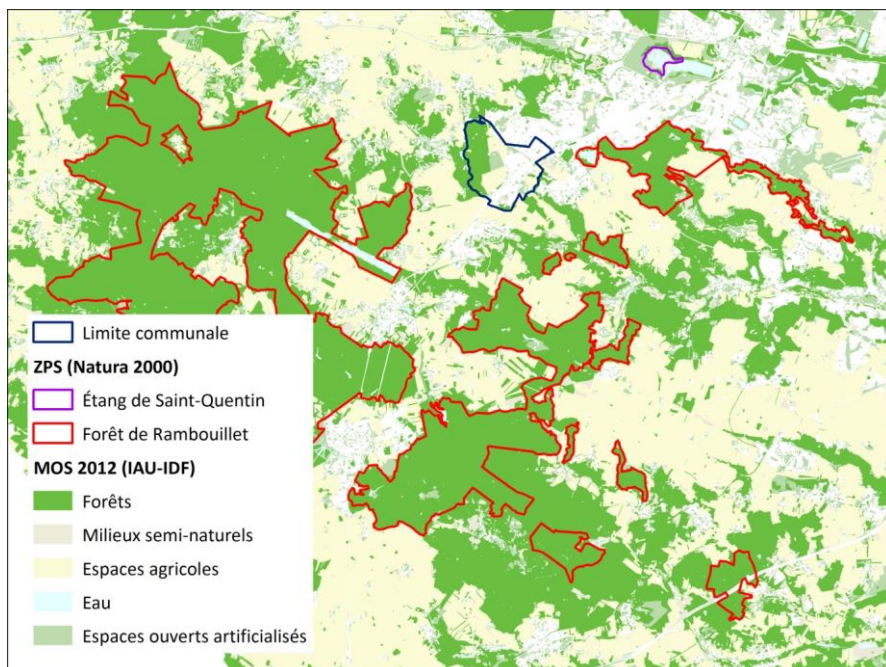 Limite communale
ZPS (Natura 2000)
Étang de Saint-Quentin
Forêt de Rambouillet
MOS 2012 (IAU-IDF)
Forêts
Milieux semi-naturels
Espaces agricoles
Eau
Espaces ouverts artificialisés